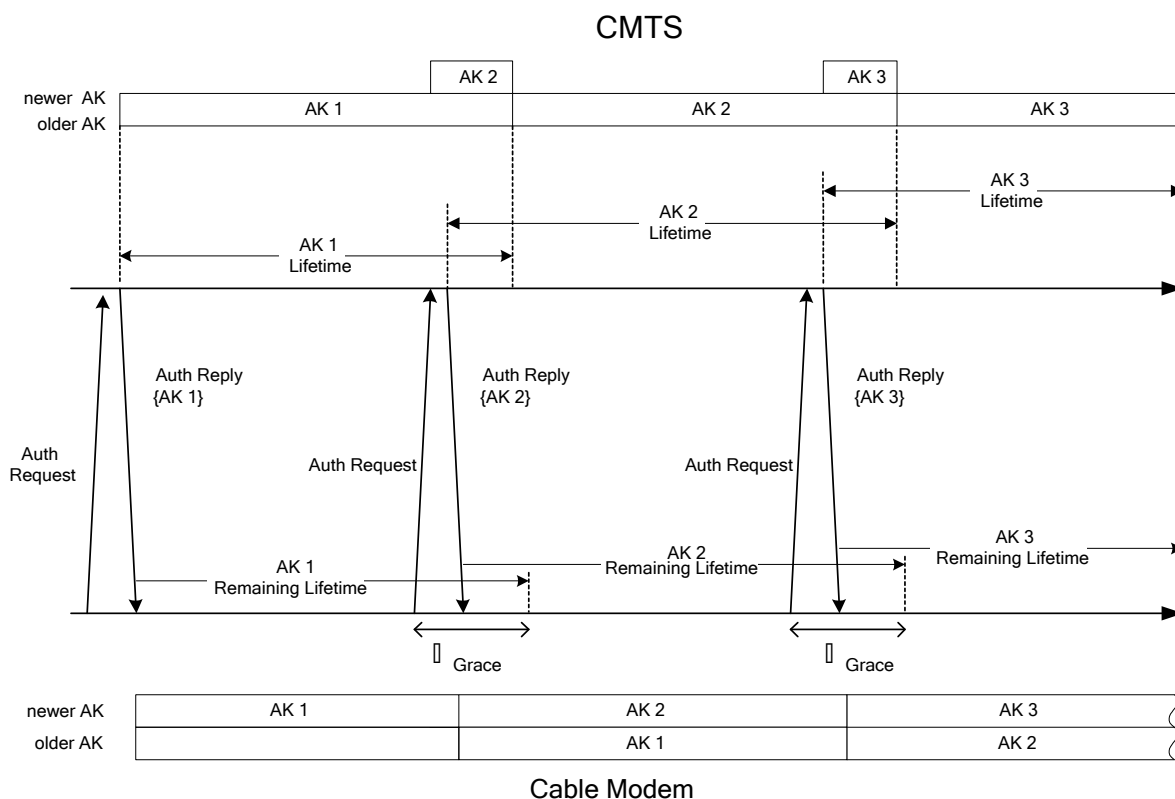 CMTS
AK 2
AK 3
newer AK
AK 1
AK 2
AK 3
older AK
AK 3
Lifetime
AK 2
Lifetime
AK 1
Lifetime
Auth Reply
{AK 1}
Auth Reply
{AK 2}
Auth Reply
{AK 3}
Auth
Request
Auth Request
Auth Request
AK 1
Remaining Lifetime
AK 2
Remaining Lifetime
AK 3
Remaining Lifetime
Grace
Grace
newer AK
AK 1
AK 2
AK 3
older AK
AK 1
AK 2
Cable Modem